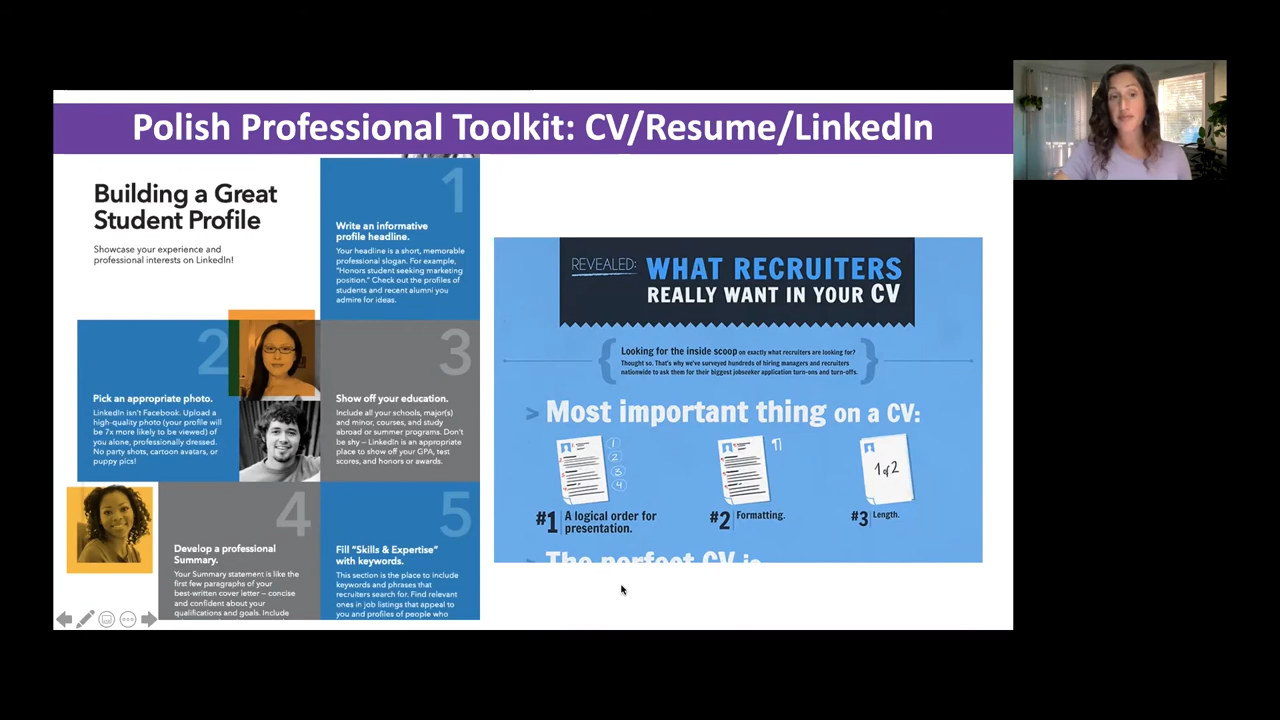 Polish Professional Toolkit: CV/Resume/LinkedIn
Building a Great
Student Profile
Showcase your experience and
professional interests on LinkedIn!
1
Write an informative
profile headline.
Your headline is a short, memorable
professional slogan. For example,
“Honors student seeking marketing
position.” Check out the profiles of
students and recent alumni you
admire for ideas.
2
Pick an appropriate photo.
LinkedIn isn’t Facebook. Upload a
high-quality photo (your profile will
be 7x more likely to be viewed) of
you alone, professionally dressed.
No party shots, cartoon avatars, or
puppy pics!
3
Show off your education.
Include all your schools, major(s)
and minor, courses, and study
abroad or summer programs. Don’t
be shy – LinkedIn is an appropriate
place to show off your GPA, test
scores, and honors or awards.
4
Develop a professional
Summary.
Your Summary statement is like the
first few paragraphs of your
best-written cover letter – concise
and confident about your
qualifications and goals. Include
5
Fill “Skills & Expertise”
with keywords.
This section is the place to include
keywords and phrases that
recruiters search for. Find relevant
ones in job listings that appeal to
you and profiles of people who
REVEALED: WHAT RECRUITERS
REALLY WANT IN YOUR CV
Looking for the inside scoop on exactly what recruiters are looking for?
Thought so. That's why we've surveyed hundreds of hiring managers and recruiters
nationwide to ask them for their biggest jobseeker application turn-ons and turn-offs.
> Most important thing on a CV:
1
2
3
4
¶
1 of 2
#1 A logical order for
presentation.
#2 Formatting.
#3 Length.
The perfect CV is